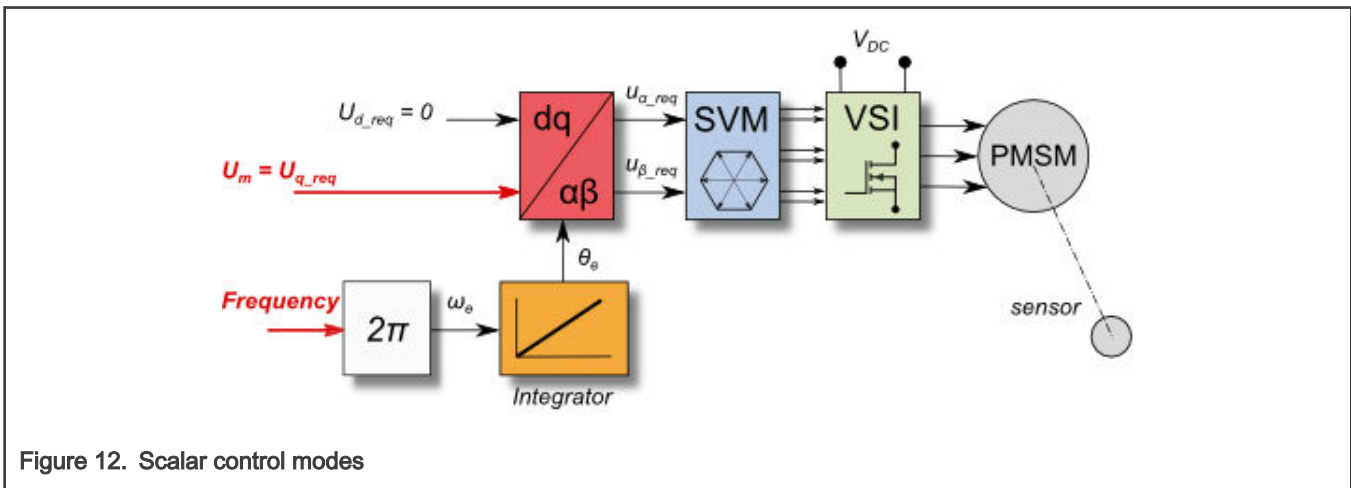 V_DC
U_d_req = 0
dq
αβ
u_α_req
u_β_req
SVM
VSI
PMSM
U_m = U_q_req
θ_e
Frequency
2π
ω_e
Integrator
sensor
Figure 12. Scalar control modes